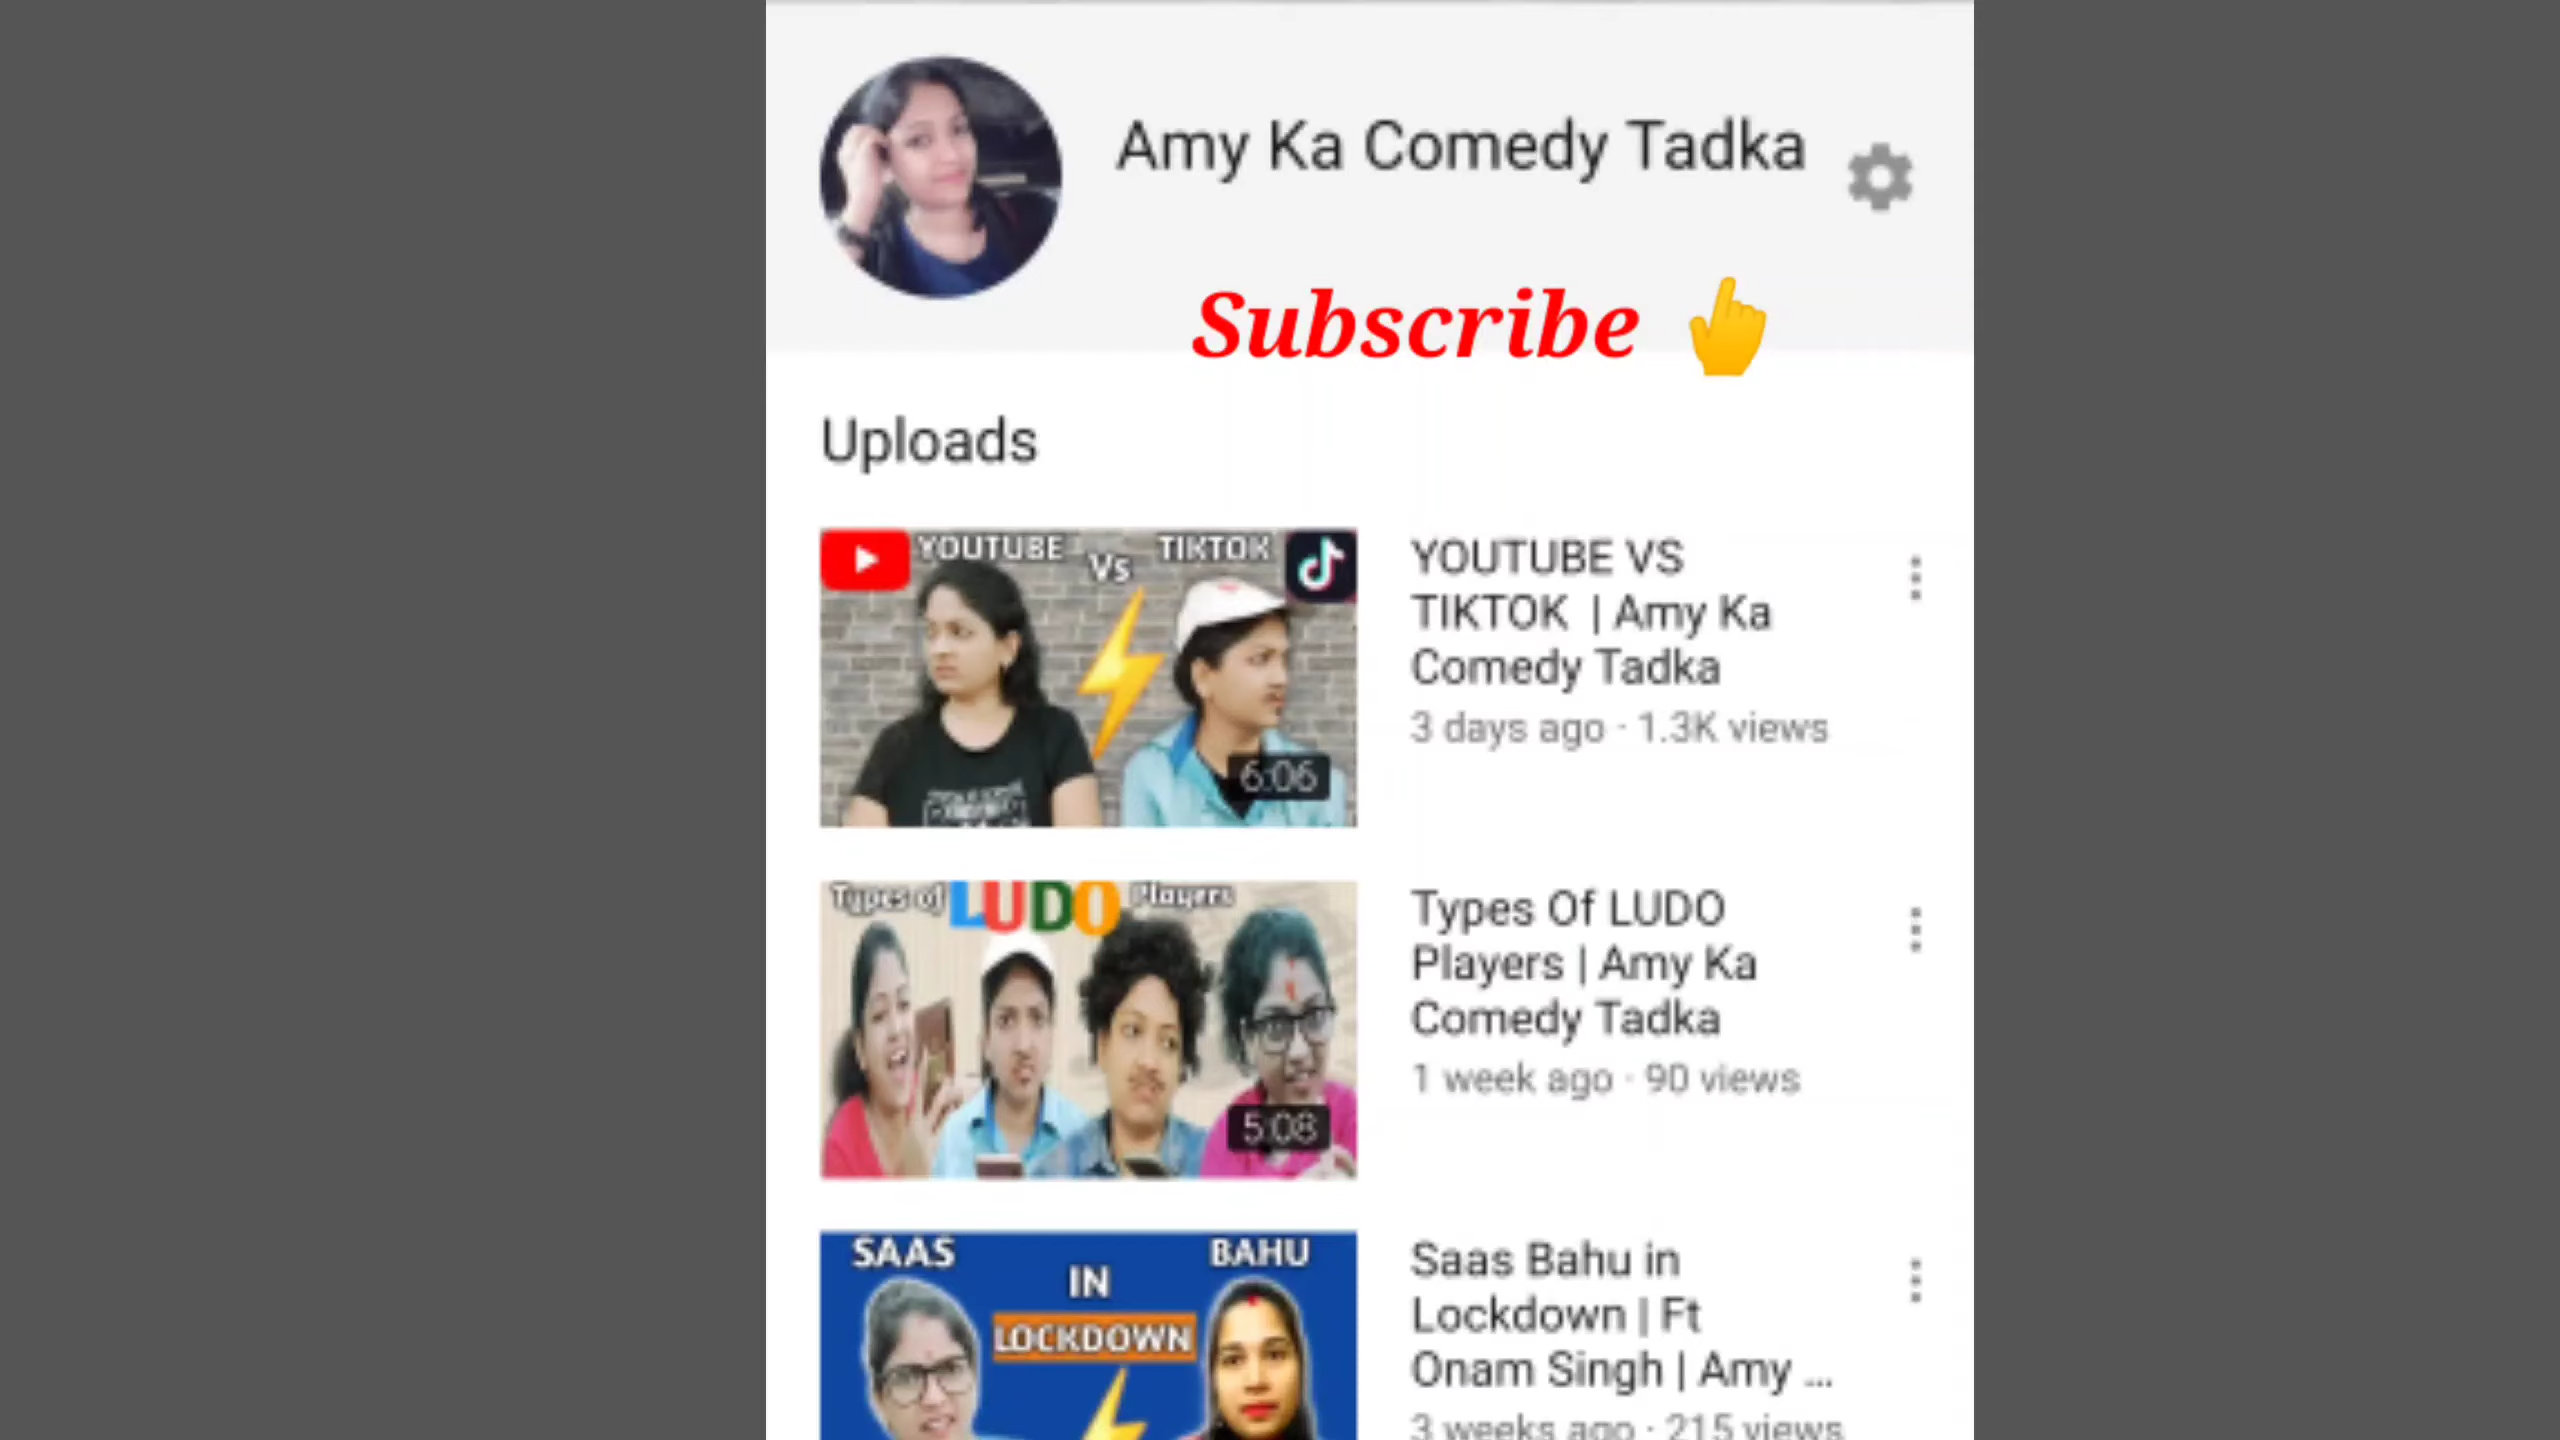 Amy Ka Comedy Tadka
Subscribe 👆
Uploads
YOUTUBE Vs TIKTOK
6:06
YOUTUBE VS
TIKTOK | Amy Ka
Comedy Tadka
3 days ago · 1.3K views
Types of LUDO Players
5:08
Types Of LUDO
Players | Amy Ka
Comedy Tadka
1 week ago · 90 views
SAAS BAHU
IN
LOCKDOWN
Saas Bahu in
Lockdown | Ft
Onam Singh | Amy ...
3 weeks ago · 215 views